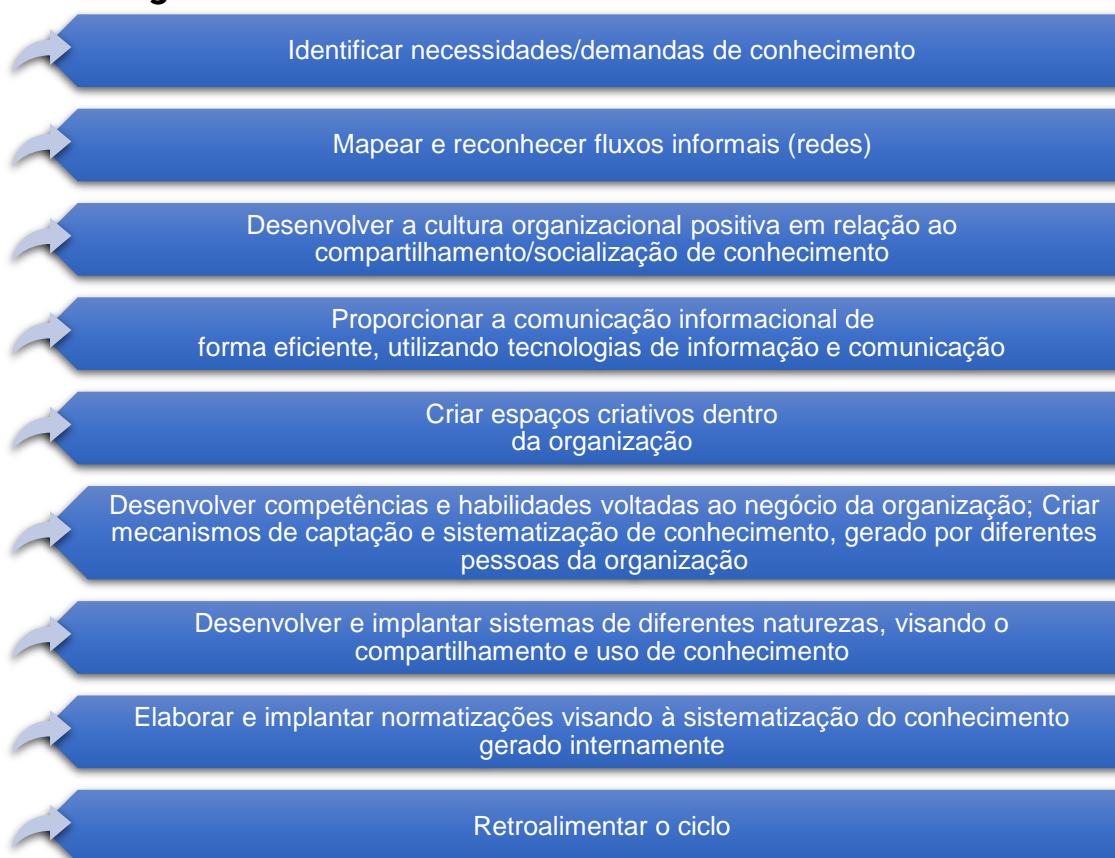 Identificar necessidades/demandas de conhecimento
Mapear e reconhecer fluxos informais (redes)
Desenvolver a cultura organizacional positiva em relação ao
compartilhamento/socialização de conhecimento
Proporcionar a comunicação informacional de
forma eficiente, utilizando tecnologias de informação e comunicação
Criar espaços criativos dentro
da organização
Desenvolver competências e habilidades voltadas ao negócio da organização; Criar
mecanismos de captação e sistematização de conhecimento, gerado por diferentes
pessoas da organização
Desenvolver e implantar sistemas de diferentes naturezas, visando o
compartilhamento e uso de conhecimento
Elaborar e implantar normatizações visando à sistematização do conhecimento
gerado internamente
Retroalimentar o ciclo